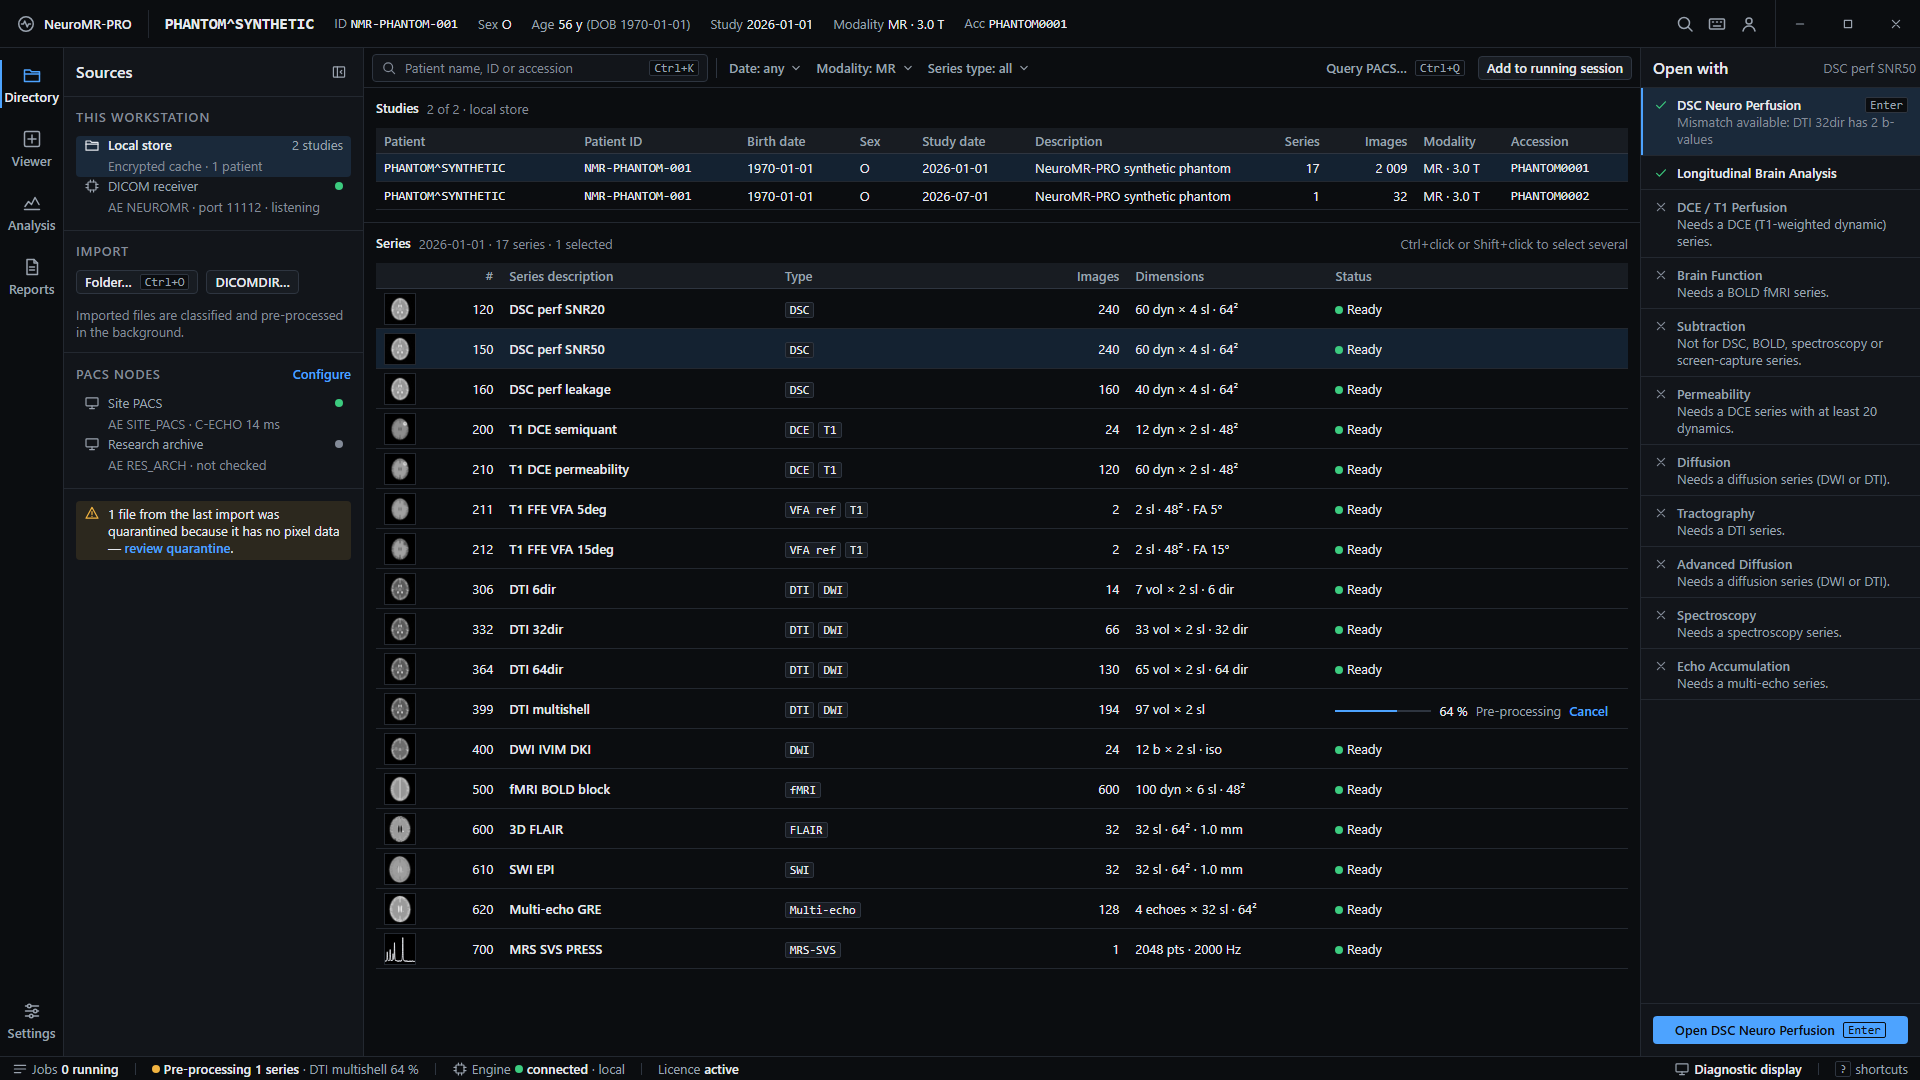 NeuroMR-PRO PHANTOM^SYNTHETIC ID NMR-PHANTOM-001 Sex O Age 56 y (DOB 1970-01-01) Study 2026-01-01 Modality MR · 3.0 T Acc PHANTOM0001
Directory
Viewer
Analysis
Reports
Settings
Sources
THIS WORKSTATION
Local store 2 studies
Encrypted cache · 1 patient
DICOM receiver
AE NEUROMR · port 11112 · listening
IMPORT
Folder... Ctrl+O DICOMDIR...
Imported files are classified and pre-processed
in the background.
PACS NODES Configure
Site PACS
AE SITE_PACS · C-ECHO 14 ms
Research archive
AE RES_ARCH · not checked
1 file from the last import was
quarantined because it has no pixel data
— review quarantine.
Patient name, ID or accession Ctrl+K Date: any Modality: MR Series type: all Query PACS... Ctrl+Q Add to running session
Studies 2 of 2 · local store
Patient Patient ID Birth date Sex Study date Description Series Images Modality Accession
PHANTOM^SYNTHETIC NMR-PHANTOM-001 1970-01-01 O 2026-01-01 NeuroMR-PRO synthetic phantom 17 2 009 MR · 3.0 T PHANTOM0001
PHANTOM^SYNTHETIC NMR-PHANTOM-001 1970-01-01 O 2026-07-01 NeuroMR-PRO synthetic phantom 1 32 MR · 3.0 T PHANTOM0002
Series 2026-01-01 · 17 series · 1 selected Ctrl+click or Shift+click to select several
# Series description Type Images Dimensions Status
120 DSC perf SNR20 DSC 240 60 dyn × 4 sl · 64² Ready
150 DSC perf SNR50 DSC 240 60 dyn × 4 sl · 64² Ready
160 DSC perf leakage DSC 160 40 dyn × 4 sl · 64² Ready
200 T1 DCE semiquant DCE T1 24 12 dyn × 2 sl · 48² Ready
210 T1 DCE permeability DCE T1 120 60 dyn × 2 sl · 48² Ready
211 T1 FFE VFA 5deg VFA ref T1 2 2 sl · 48² · FA 5° Ready
212 T1 FFE VFA 15deg VFA ref T1 2 2 sl · 48² · FA 15° Ready
306 DTI 6dir DTI DWI 14 7 vol × 2 sl · 6 dir Ready
332 DTI 32dir DTI DWI 66 33 vol × 2 sl · 32 dir Ready
364 DTI 64dir DTI DWI 130 65 vol × 2 sl · 64 dir Ready
399 DTI multishell DTI DWI 194 97 vol × 2 sl 64 % Pre-processing Cancel
400 DWI IVIM DKI DWI 24 12 b × 2 sl · iso Ready
500 fMRI BOLD block fMRI 600 100 dyn × 6 sl · 48² Ready
600 3D FLAIR FLAIR 32 32 sl · 64² · 1.0 mm Ready
610 SWI EPI SWI 32 32 sl · 64² · 1.0 mm Ready
620 Multi-echo GRE Multi-echo 128 4 echoes × 32 sl · 64² Ready
700 MRS SVS PRESS MRS-SVS 1 2048 pts · 2000 Hz Ready
Open with DSC perf SNR50
DSC Neuro Perfusion Enter
Mismatch available: DTI 32dir has 2 b-
values
Longitudinal Brain Analysis
DCE / T1 Perfusion
Needs a DCE (T1-weighted dynamic)
series.
Brain Function
Needs a BOLD fMRI series.
Subtraction
Not for DSC, BOLD, spectroscopy or
screen-capture series.
Permeability
Needs a DCE series with at least 20
dynamics.
Diffusion
Needs a diffusion series (DWI or DTI).
Tractography
Needs a DTI series.
Advanced Diffusion
Needs a diffusion series (DWI or DTI).
Spectroscopy
Needs a spectroscopy series.
Echo Accumulation
Needs a multi-echo series.
Open DSC Neuro Perfusion Enter
Jobs 0 running Pre-processing 1 series · DTI multishell 64 % Engine connected · local Licence active Diagnostic display ? shortcuts